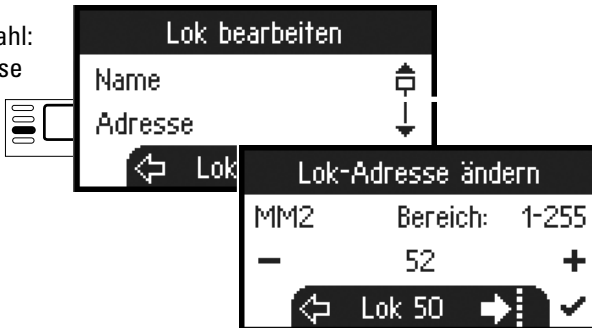 ahl:
se
Lok bearbeiten
Name
Adresse
Lok
Lok-Adresse ändern
MM2 Bereich: 1-255
− 52 +
Lok 50